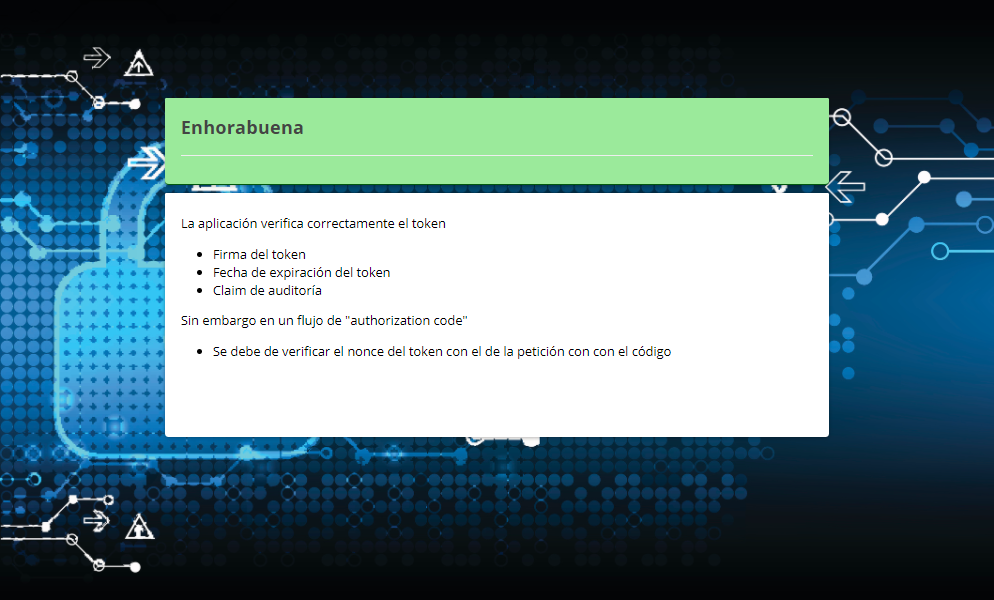 Enhorabuena
La aplicación verifica correctamente el token
Firma del token
Fecha de expiración del token
Claim de auditoría
Sin embargo en un flujo de "authorization code"
Se debe de verificar el nonce del token con el de la petición con con el código